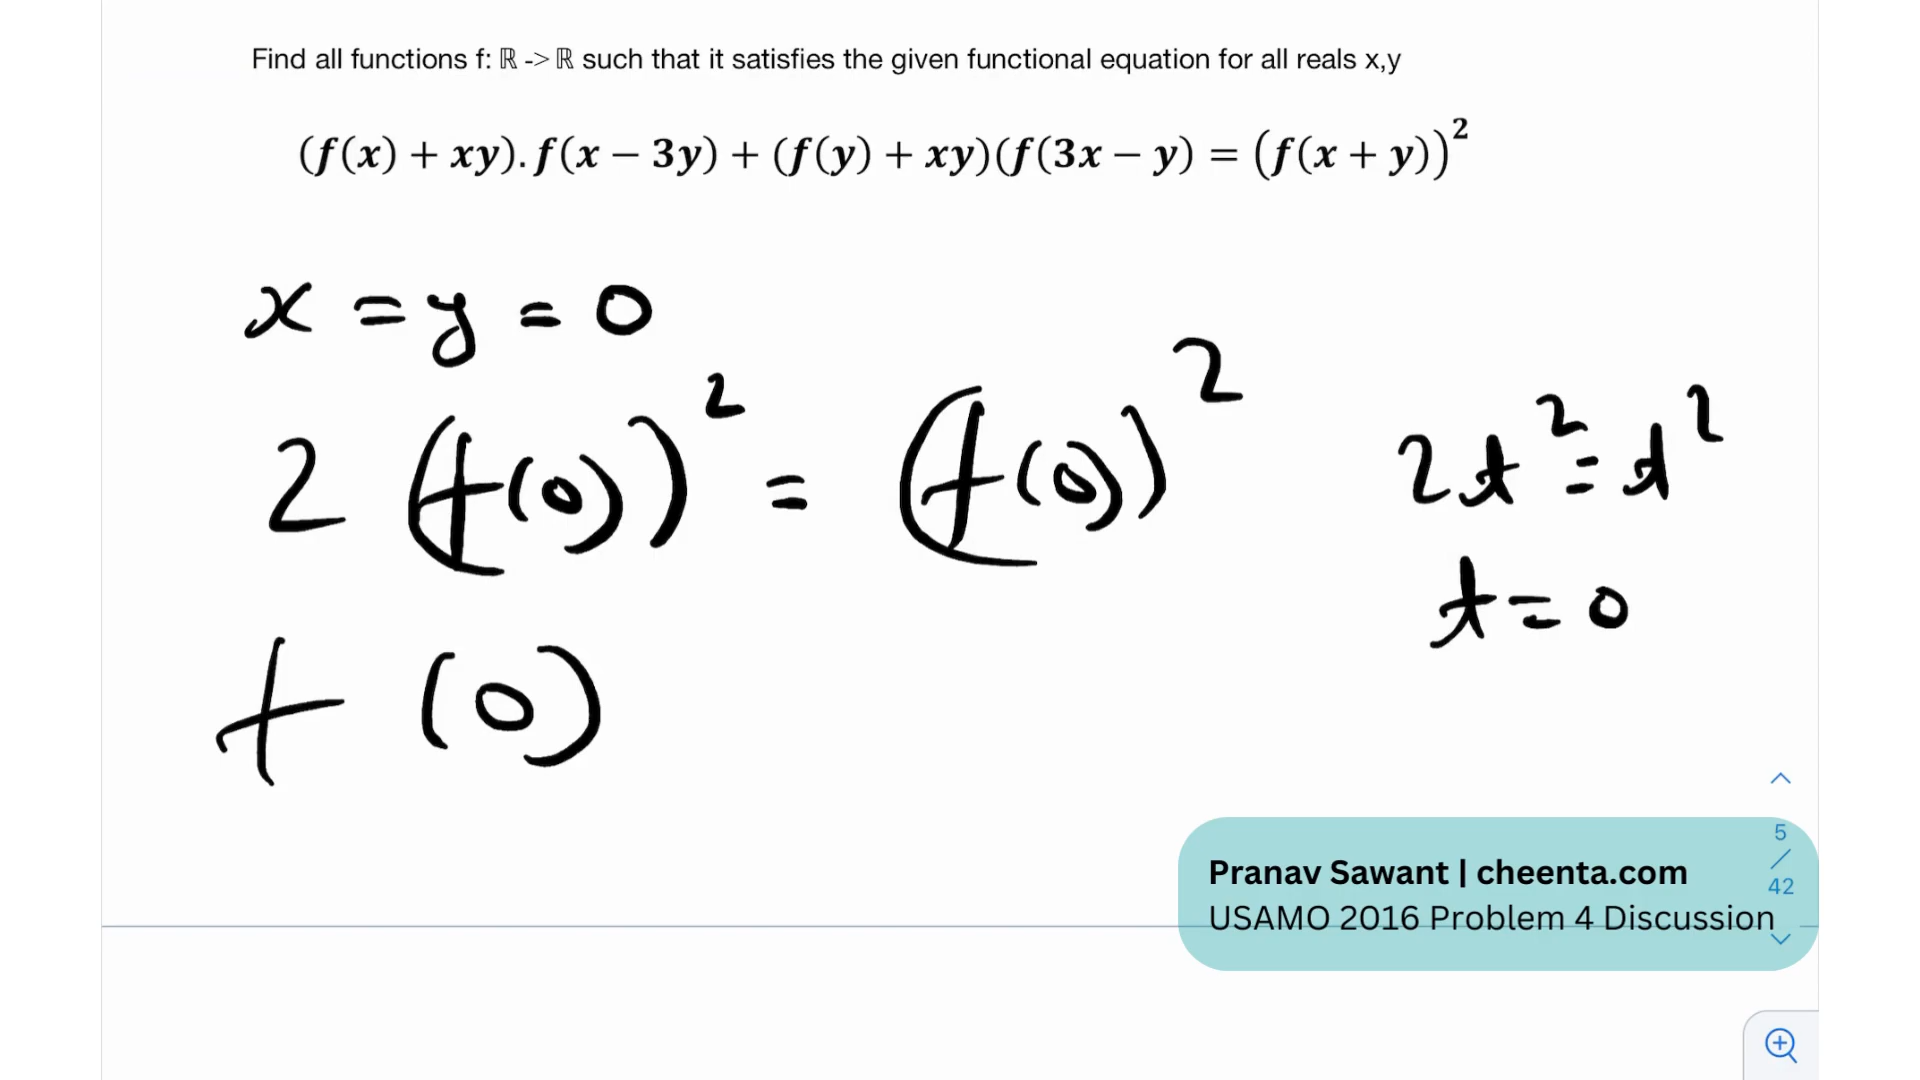 Find all functions f: ℝ -> ℝ such that it satisfies the given functional equation for all reals x,y
(f(x) + xy). f(x − 3y) + (f(y) + xy)(f(3x − y) = (f(x + y))²
x = y = 0
2 (f(0))² = (f(0))²
2t² = t²
t = 0
f (0)
5
/
42
Pranav Sawant | cheenta.com
USAMO 2016 Problem 4 Discussion